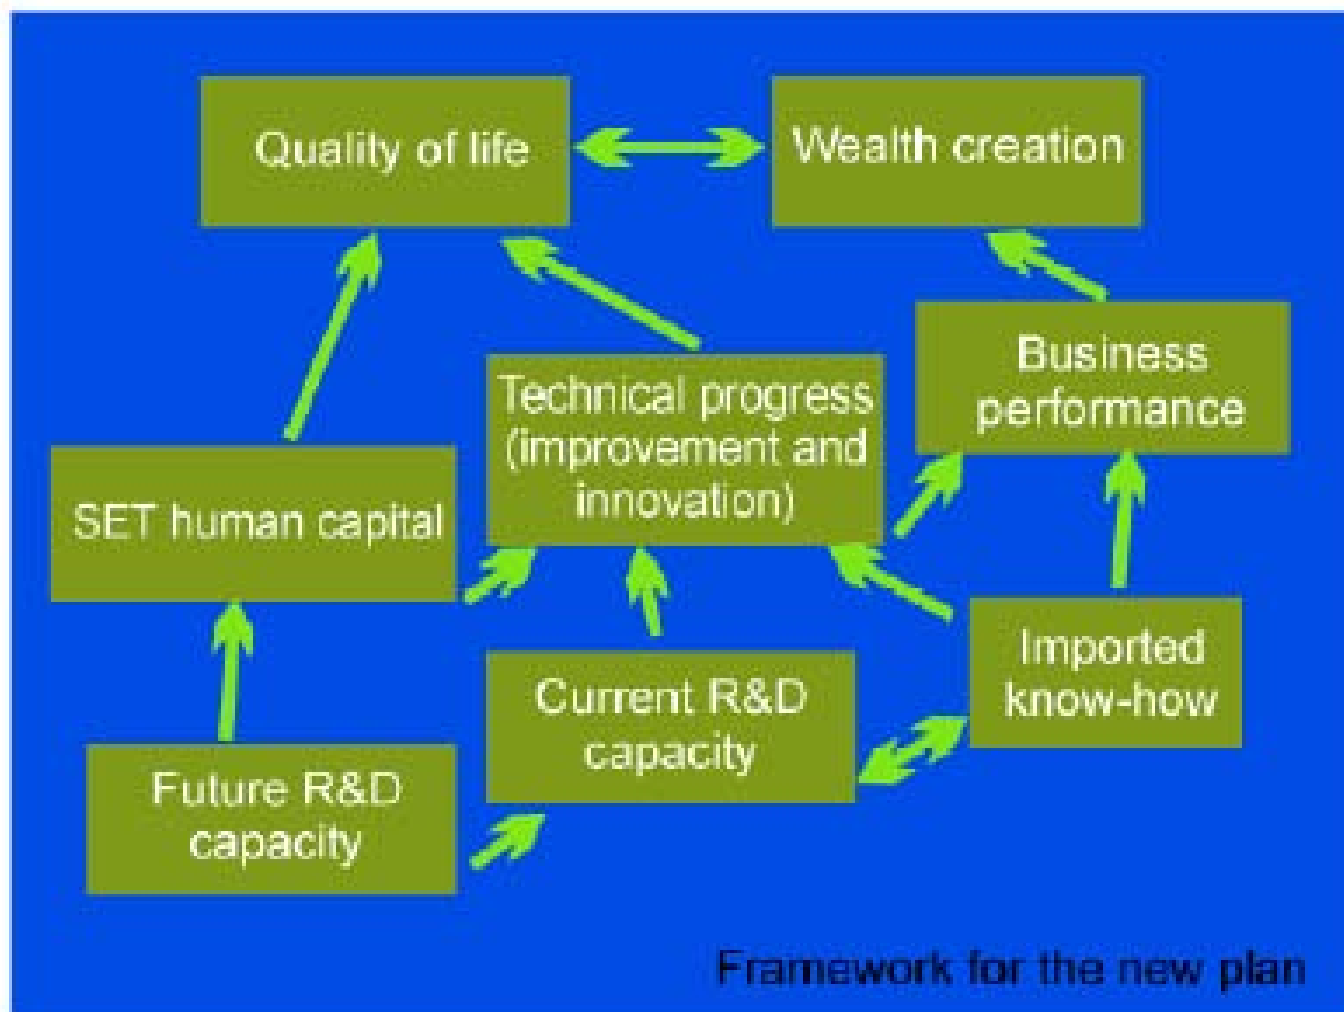 Quality of life
Wealth creation
Business
performance
Technical progress
(improvement and
innovation)
SET human capital
Imported
know-how
Current R&D
capacity
Future R&D
capacity
Framework for the new plan